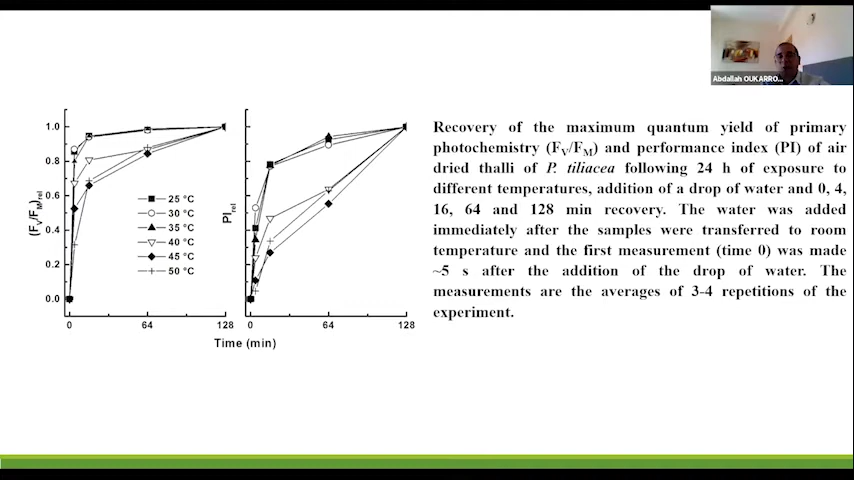 Abdallah OUKARRO...
Recovery of the maximum quantum yield of primary
photochemistry (FV/FM) and performance index (PI) of air
dried thalli of P. tiliacea following 24 h of exposure to
different temperatures, addition of a drop of water and 0, 4,
16, 64 and 128 min recovery. The water was added
immediately after the samples were transferred to room
temperature and the first measurement (time 0) was made
~5 s after the addition of the drop of water. The
measurements are the averages of 3-4 repetitions of the
experiment.
(FV/FM)rel
1.0
0.8
0.6
0.4
0.2
0.0
25 °C
30 °C
35 °C
40 °C
45 °C
50 °C
0 64 128
PIrel
0 64 128
Time (min)